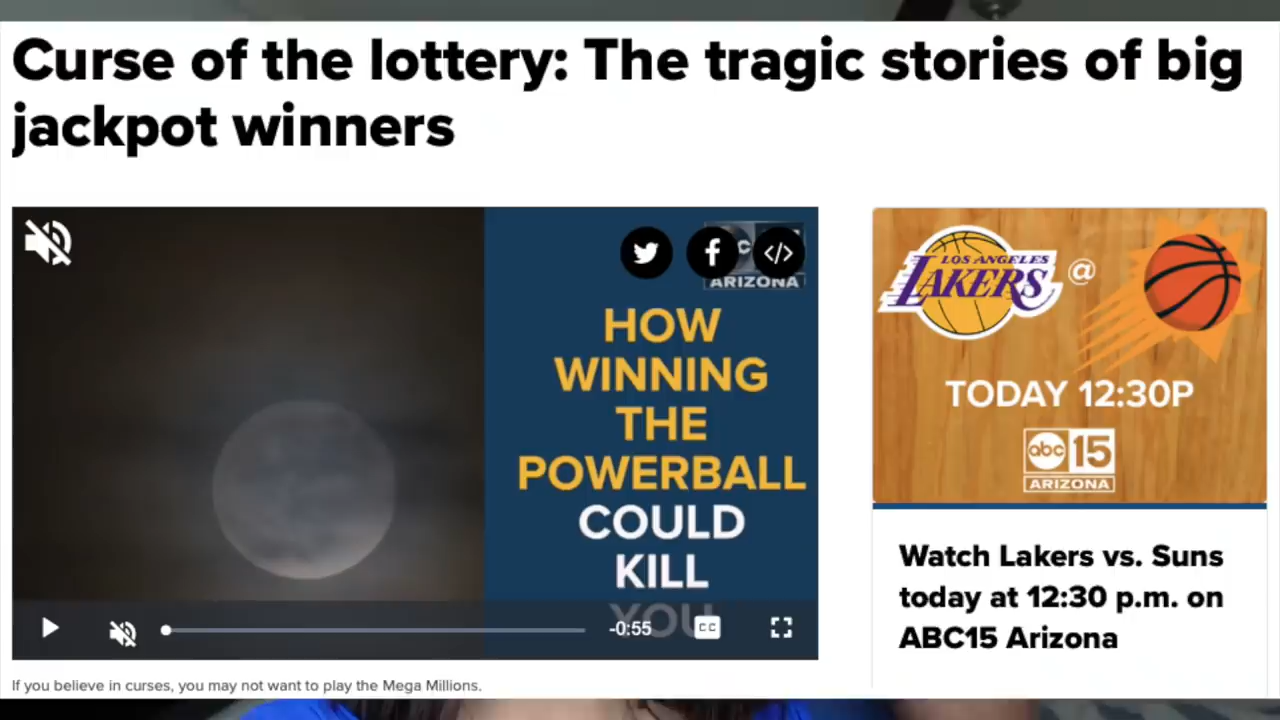 Curse of the lottery: The tragic stories of big
jackpot winners
ARIZONA
HOW
WINNING
THE
POWERBALL
COULD
KILL
YOU
-0:55
CC
If you believe in curses, you may not want to play the Mega Millions.
LOS ANGELES
LAKERS
@
TODAY 12:30P
abc 15
ARIZONA
Watch Lakers vs. Suns
today at 12:30 p.m. on
ABC15 Arizona